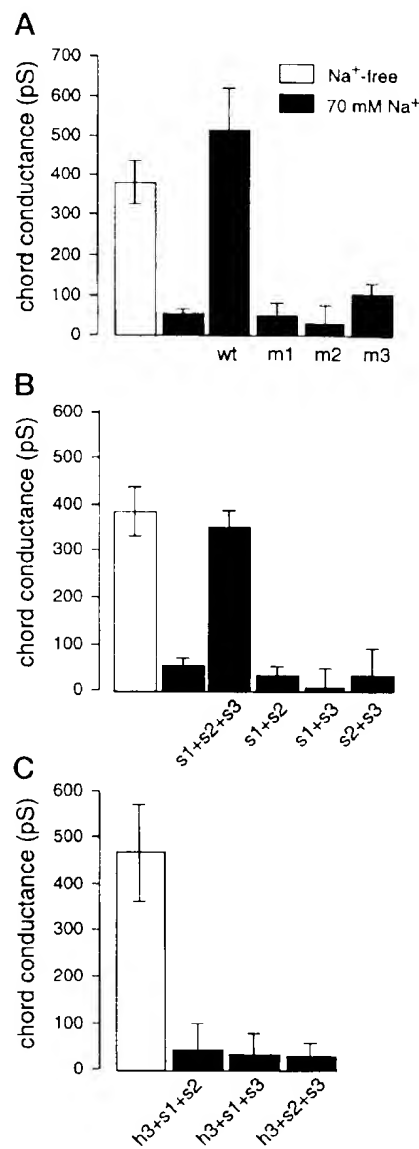 A
chord conductance (pS)
700
600
500
400
300
200
100
0
Na⁺-free
70 mM Na⁺
wt m1 m2 m3
B
chord conductance (pS)
600
500
400
300
200
100
0
s1+s2+s3 s1+s2 s1+s3 s2+s3
C
chord conductance (pS)
600
500
400
300
200
100
0
h3+s1+s2 h3+s1+s3 h3+s2+s3